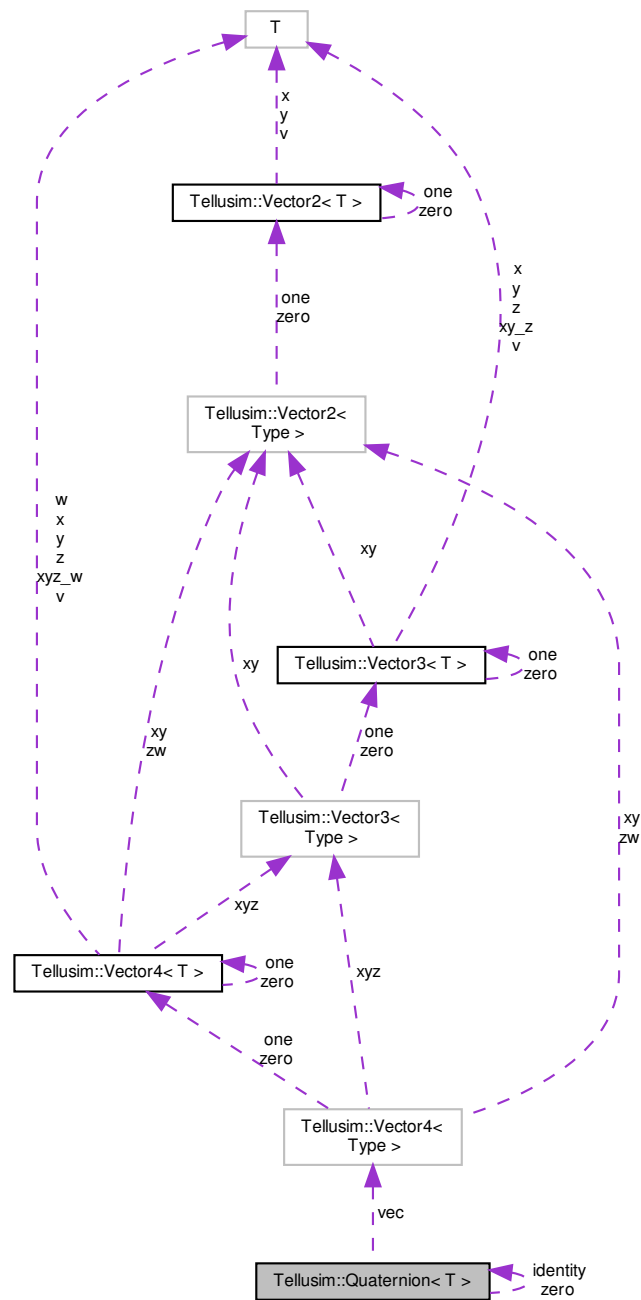 T
x
y
v
Tellusim::Vector2< T >
one
zero
x
y
z
xy_z
v
one
zero
Tellusim::Vector2<
Type >
w
x
y
z
xyz_w
v
xy
xy
Tellusim::Vector3< T >
one
zero
xy
zw
one
zero
Tellusim::Vector3<
Type >
xy
zw
xyz
Tellusim::Vector4< T >
one
zero
xyz
one
zero
Tellusim::Vector4<
Type >
vec
Tellusim::Quaternion< T >
identity
zero